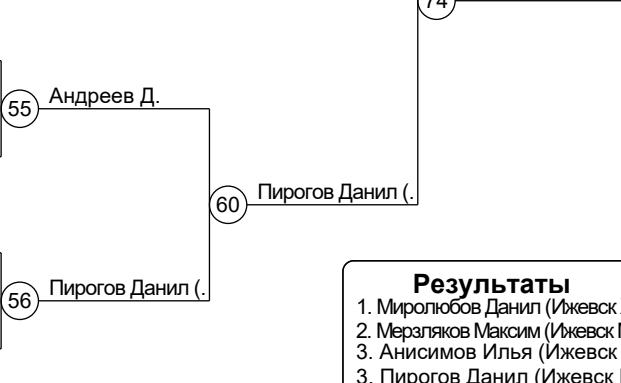 74
55 Андреев Д.
60 Пирогов Данил (.
56 Пирогов Данил (.
Результаты
1. Миролюбов Данил (Ижевск
2. Мерзляков Максим (Ижевск
3. Анисимов Илья (Ижевск
3. Пирогов Данил (Ижевск